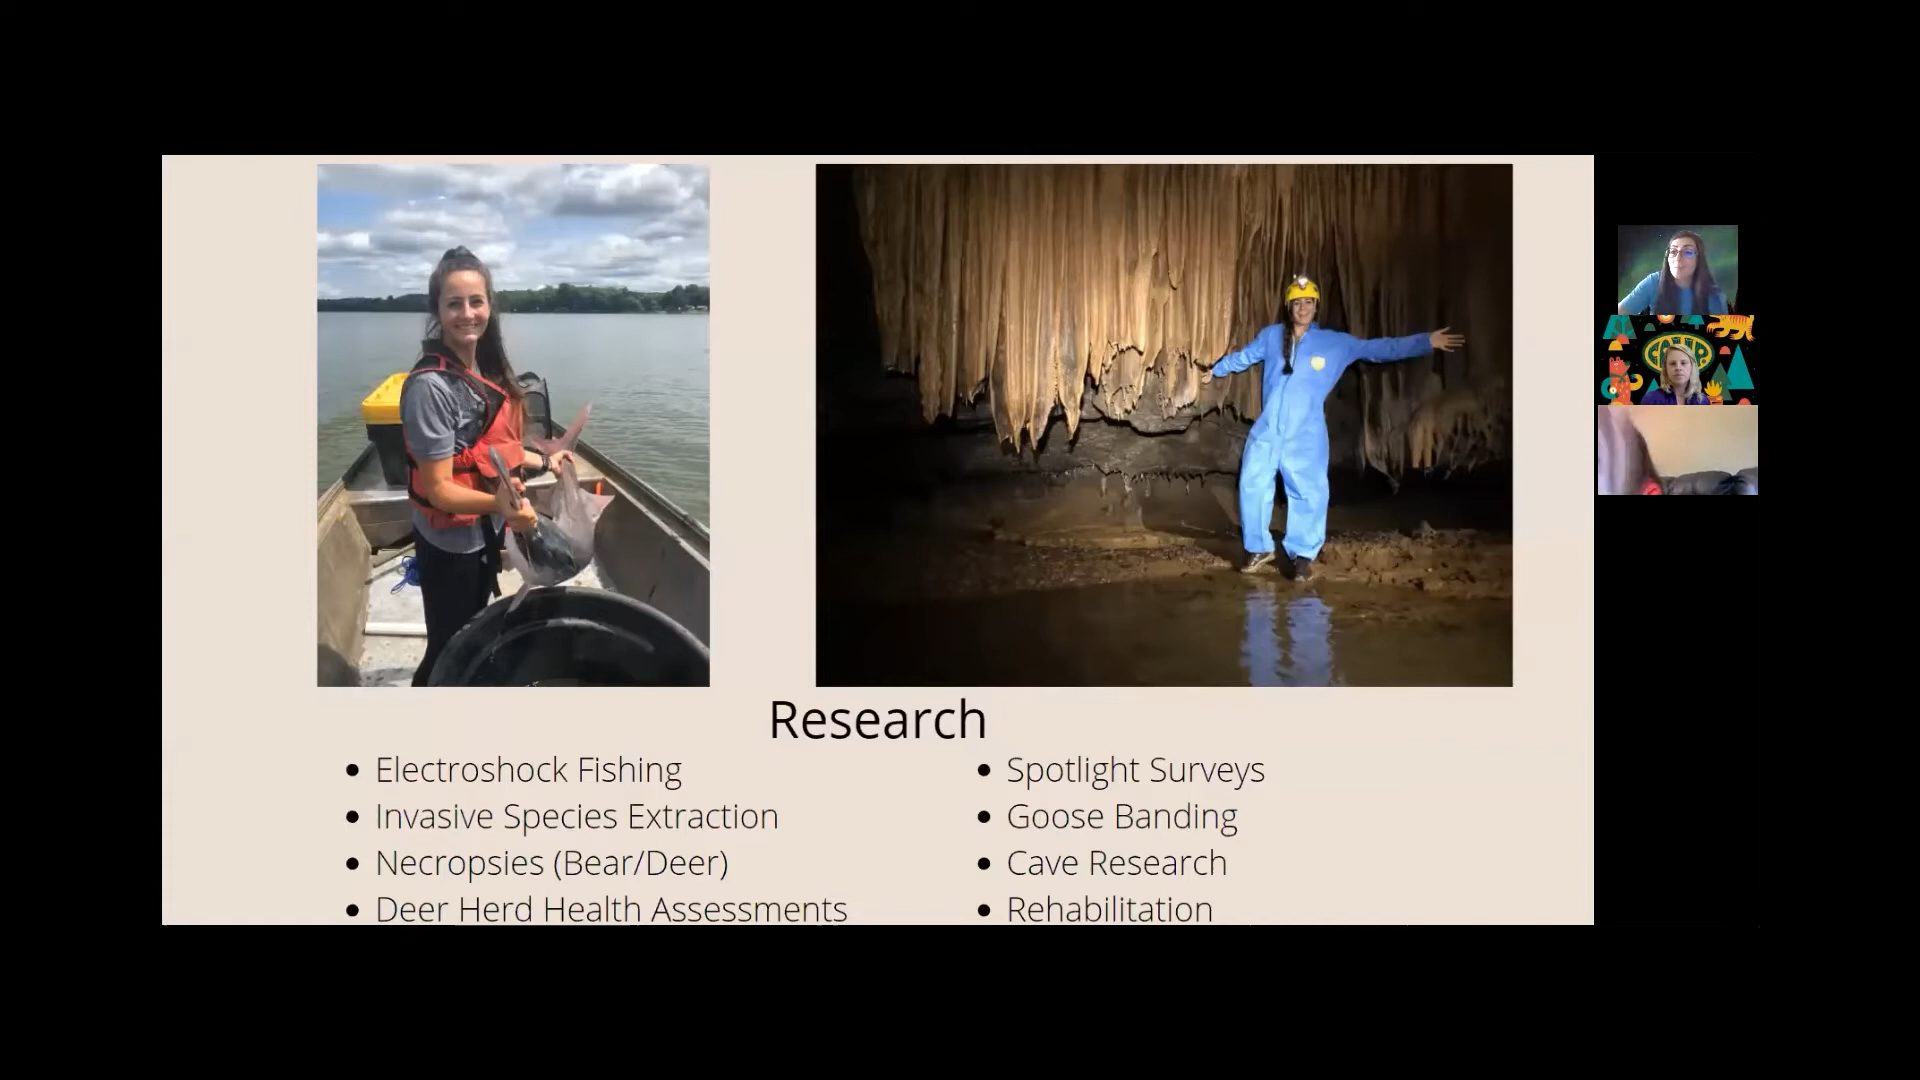 Research
Electroshock Fishing
Invasive Species Extraction
Necropsies (Bear/Deer)
Deer Herd Health Assessments
Spotlight Surveys
Goose Banding
Cave Research
Rehabilitation